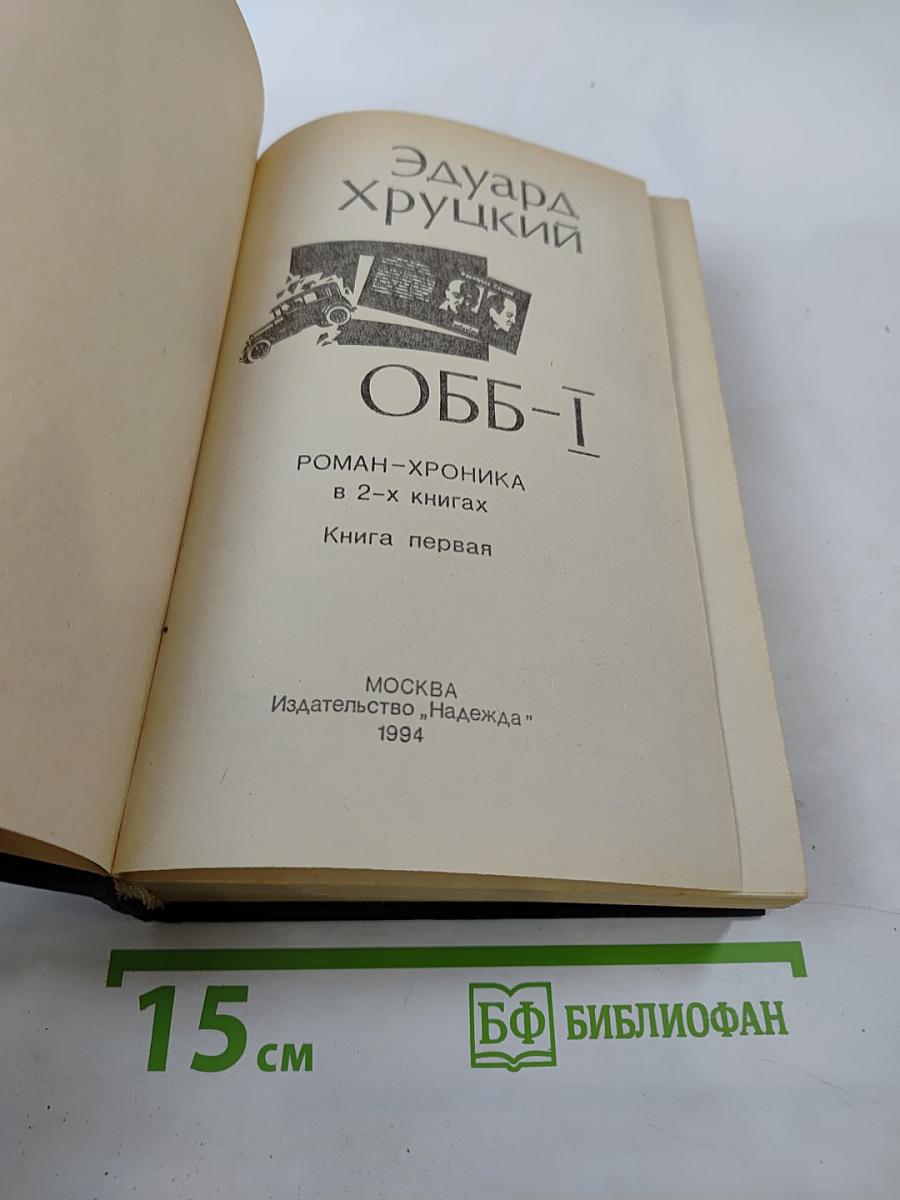 Эдуард
Хруцкий
ОББ-I
РОМАН-ХРОНИКА
в 2-х книгах
Книга первая
МОСКВА
Издательство „Надежда"
1994
15 см
БФ БИБЛИОФАН